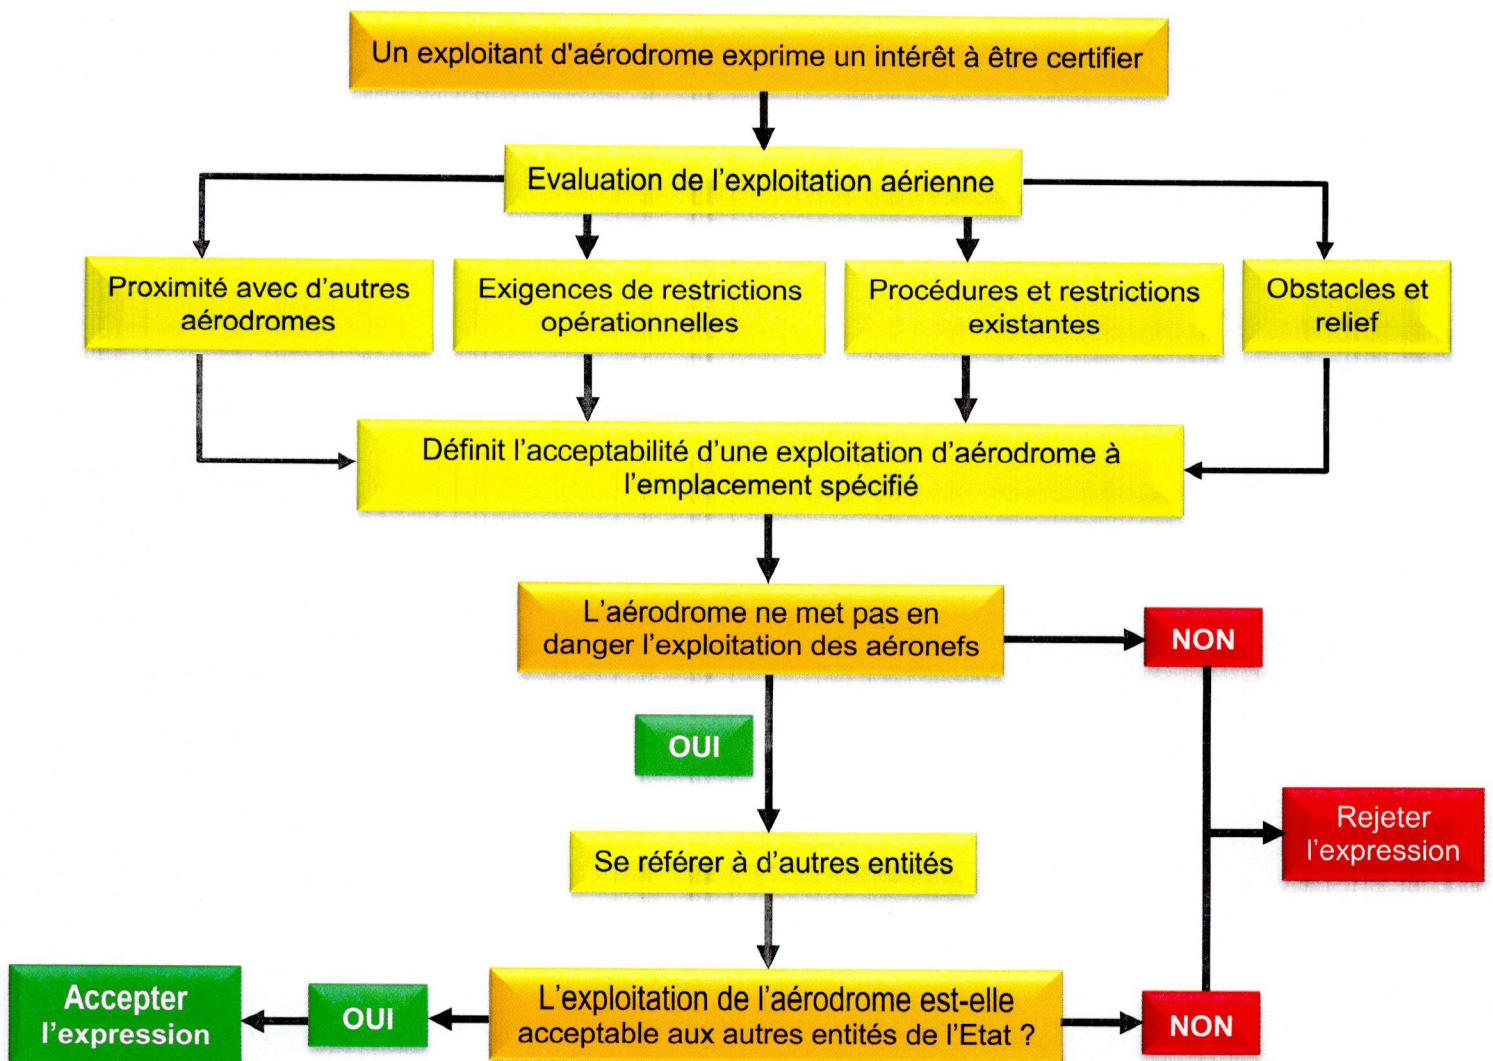 Un exploitant d'aérodrome exprime un intérêt à être certifier
Evaluation de l'exploitation aérienne
Proximité avec d'autres
aérodromes
Exigences de restrictions
opérationnelles
Procédures et restrictions
existantes
Obstacles et
relief
Définit l'acceptabilité d'une exploitation d'aérodrome à
l'emplacement spécifié
L'aérodrome ne met pas en
danger l'exploitation des aéronefs
NON
OUI
Rejeter
l'expression
Se référer à d'autres entités
Accepter
l'expression
OUI
L'exploitation de l'aérodrome est-elle
acceptable aux autres entités de l'Etat ?
NON